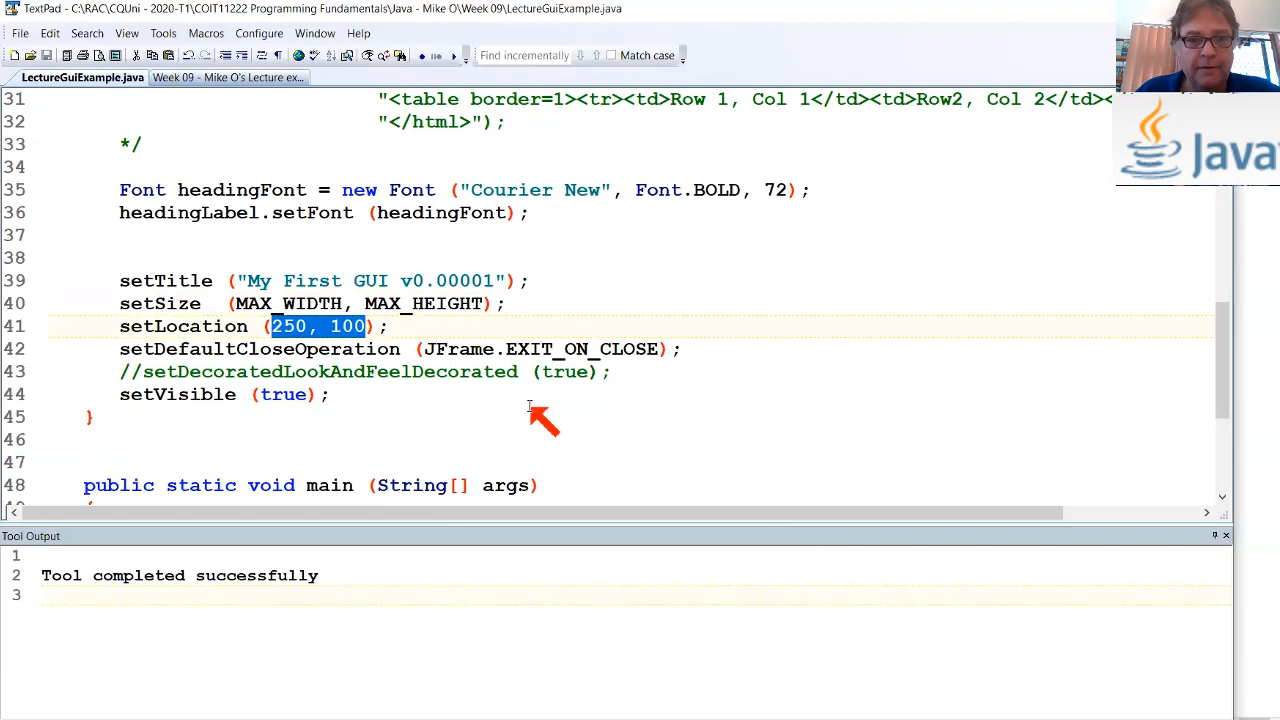 TextPad - C:\RAC\CQUni - 2020-T1\COIT11222 Programming Fundamentals\Java - Mike O\Week 09\LectureGuiExample.java
File Edit Search View Tools Macros Configure Window Help
Find incrementally Match case
LectureGuiExample.java Week 09 - Mike O's Lecture ex...
31 "<table border=1><tr><td>Row 1, Col 1</td><td>Row2, Col 2</td><
32 "</html>");
33 */
34
35 Font headingFont = new Font ("Courier New", Font.BOLD, 72);
36 headingLabel.setFont (headingFont);
37
38
39 setTitle ("My First GUI v0.00001");
40 setSize (MAX_WIDTH, MAX_HEIGHT);
41 setLocation (250, 100);
42 setDefaultCloseOperation (JFrame.EXIT_ON_CLOSE);
43 //setDecoratedLookAndFeelDecorated (true);
44 setVisible (true);
45 }
46
47
48 public static void main (String[] args)
Java
Tool Output
1
2 Tool completed successfully
3